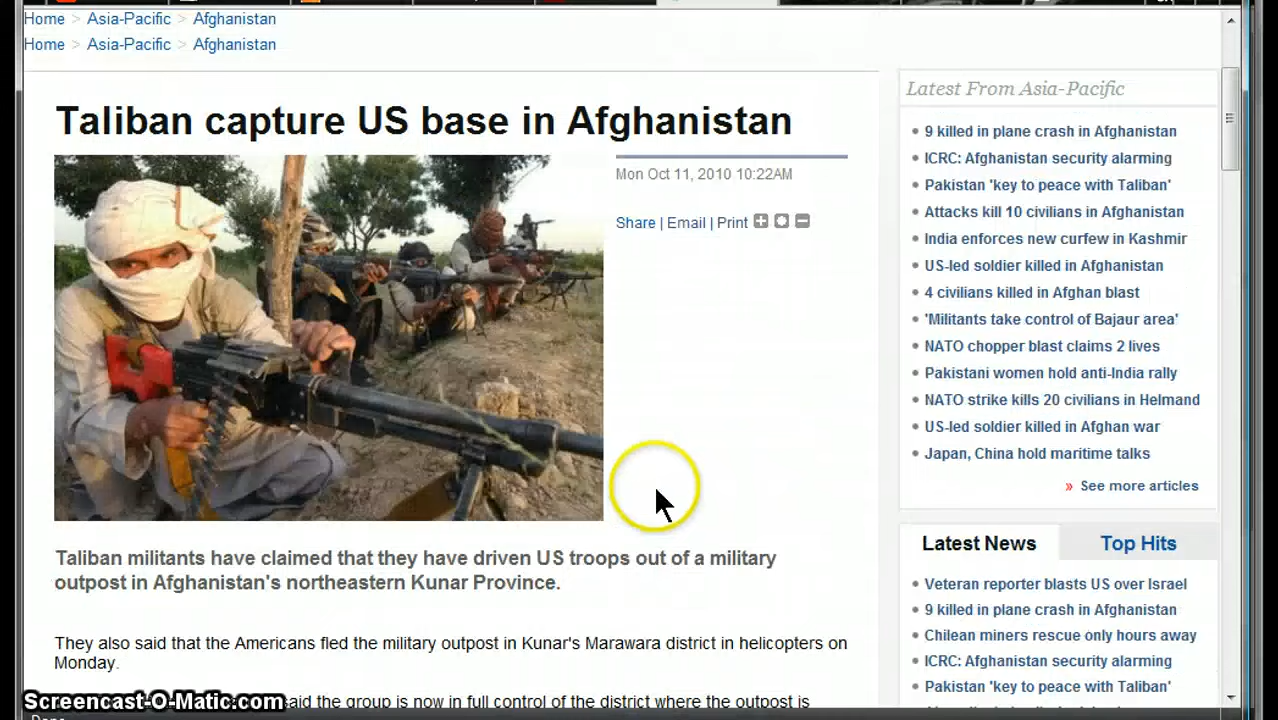 Home > Asia-Pacific > Afghanistan
Home > Asia-Pacific > Afghanistan
Taliban capture US base in Afghanistan
Mon Oct 11, 2010 10:22AM
Share | Email | Print
Taliban militants have claimed that they have driven US troops out of a military
outpost in Afghanistan's northeastern Kunar Province.
They also said that the Americans fled the military outpost in Kunar's Marawara district in helicopters on
Monday.
said the group is now in full control of the district where the outpost is
Latest From Asia-Pacific
9 killed in plane crash in Afghanistan
ICRC: Afghanistan security alarming
Pakistan 'key to peace with Taliban'
Attacks kill 10 civilians in Afghanistan
India enforces new curfew in Kashmir
US-led soldier killed in Afghanistan
4 civilians killed in Afghan blast
'Militants take control of Bajaur area'
NATO chopper blast claims 2 lives
Pakistani women hold anti-India rally
NATO strike kills 20 civilians in Helmand
US-led soldier killed in Afghan war
Japan, China hold maritime talks
» See more articles
Latest News Top Hits
Veteran reporter blasts US over Israel
9 killed in plane crash in Afghanistan
Chilean miners rescue only hours away
ICRC: Afghanistan security alarming
Pakistan 'key to peace with Taliban'
Screencast-O-Matic.com